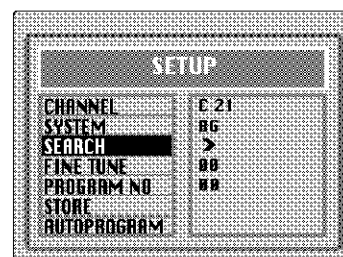 SETUP
CHANNEL C 21
SYSTEM BG
SEARCH >
FINE TUNE 00
PROGRAM NO 00
STORE
AUTOPROGRAM